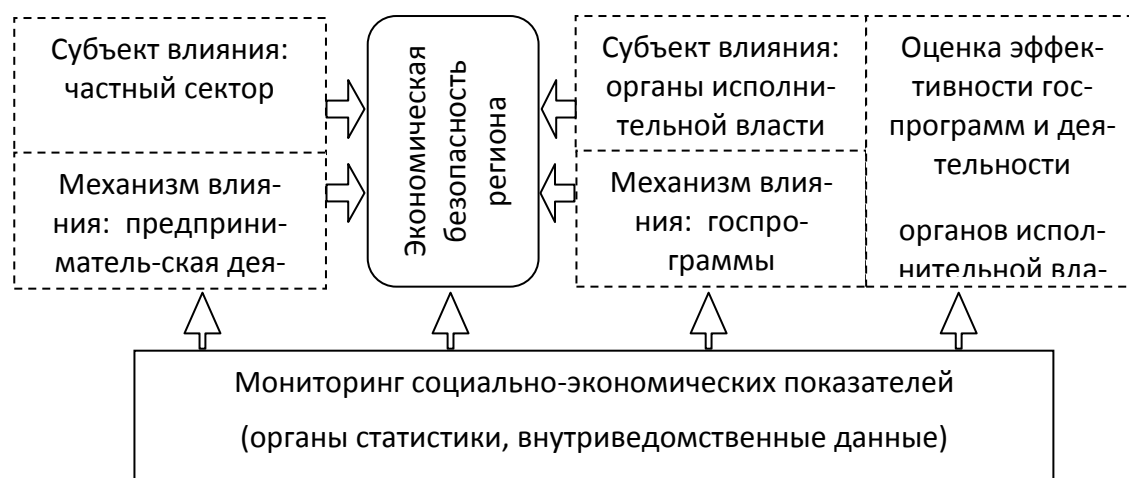 Субъект влияния:
частный сектор
Механизм влия-
ния: предприни-
матель-ская дея-
Экономическая
безопасность
региона
Субъект влияния:
органы исполни-
тельной власти
Механизм влия-
ния: госпро-
граммы
Оценка эффек-
тивности гос-
программ и дея-
тельности
органов испол-
нительной вла-
Мониторинг социально-экономических показателей
(органы статистики, внутриведомственные данные)